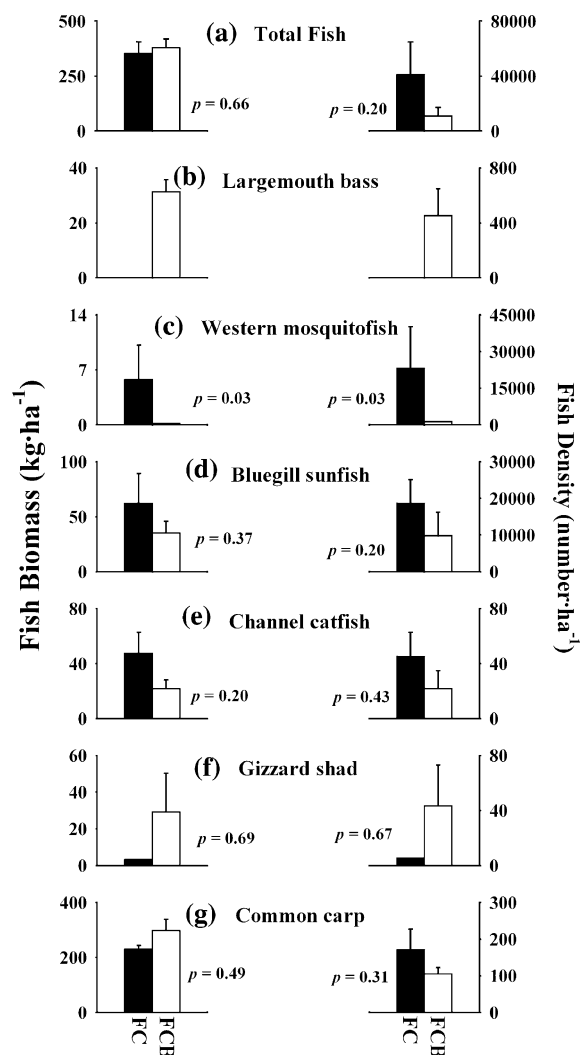 500
250
0
(a) Total Fish
p = 0.66
p = 0.20
80000
40000
0
40
20
0
(b) Largemouth bass
800
400
0
14
7
0
(c) Western mosquitofish
p = 0.03
p = 0.03
45000
30000
15000
0
100
50
0
(d) Bluegill sunfish
p = 0.37
p = 0.20
30000
20000
10000
0
80
40
0
(e) Channel catfish
p = 0.20
p = 0.43
80
40
0
60
40
20
0
(f) Gizzard shad
p = 0.69
p = 0.67
80
40
0
400
200
0
(g) Common carp
p = 0.49
p = 0.31
300
200
100
0
FC
FCB
FC
FCB
Fish Biomass (kg·ha⁻¹)
Fish Density (number·ha⁻¹)